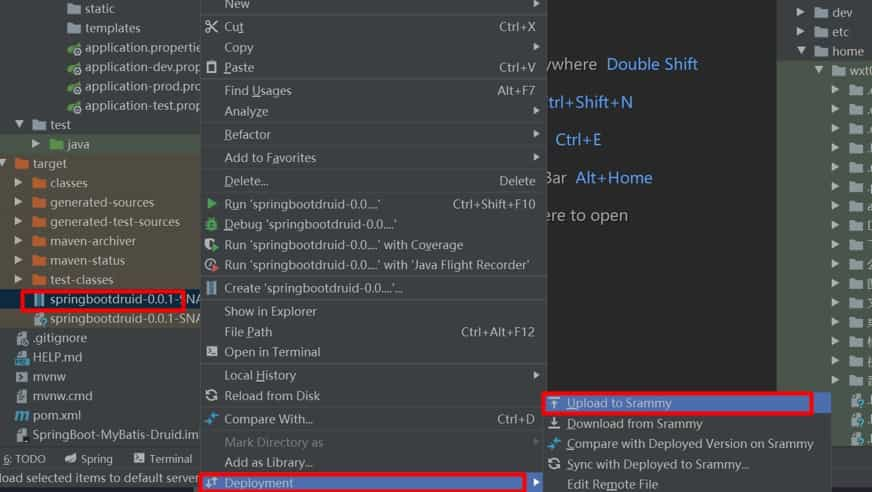 static
templates
application.propertie
application-dev.prop
application-prod.pro
application-test.prop
test
java
target
classes
generated-sources
generated-test-sources
maven-archiver
maven-status
test-classes
springbootdruid-0.0.1-SNA
springbootdruid-0.0.1-SNA
.gitignore
HELP.md
mvnw
mvnw.cmd
pom.xml
SpringBoot-MyBatis-Druid.im
6: TODO Spring Terminal
load selected items to default server
New
Cut Ctrl+X
Copy
Paste Ctrl+V
Find Usages Alt+F7
Analyze
Refactor
Add to Favorites
Delete... Delete
Run 'springbootdruid-0.0....' Ctrl+Shift+F10
Debug 'springbootdruid-0.0....'
Run 'springbootdruid-0.0....' with Coverage
Run 'springbootdruid-0.0....' with 'Java Flight Recorder'
Create 'springbootdruid-0.0....'...
Show in Explorer
File Path Ctrl+Alt+F12
Open in Terminal
Local History
Reload from Disk
Compare With... Ctrl+D
Mark Directory as
Add as Library...
Deployment
ywhere Double Shift
trl+Shift+N
Ctrl+E
Bar Alt+Home
ere to open
Upload to Srammy
Download from Srammy
Compare with Deployed Version on Srammy
Sync with Deployed to Srammy...
Edit Remote File
dev
etc
home